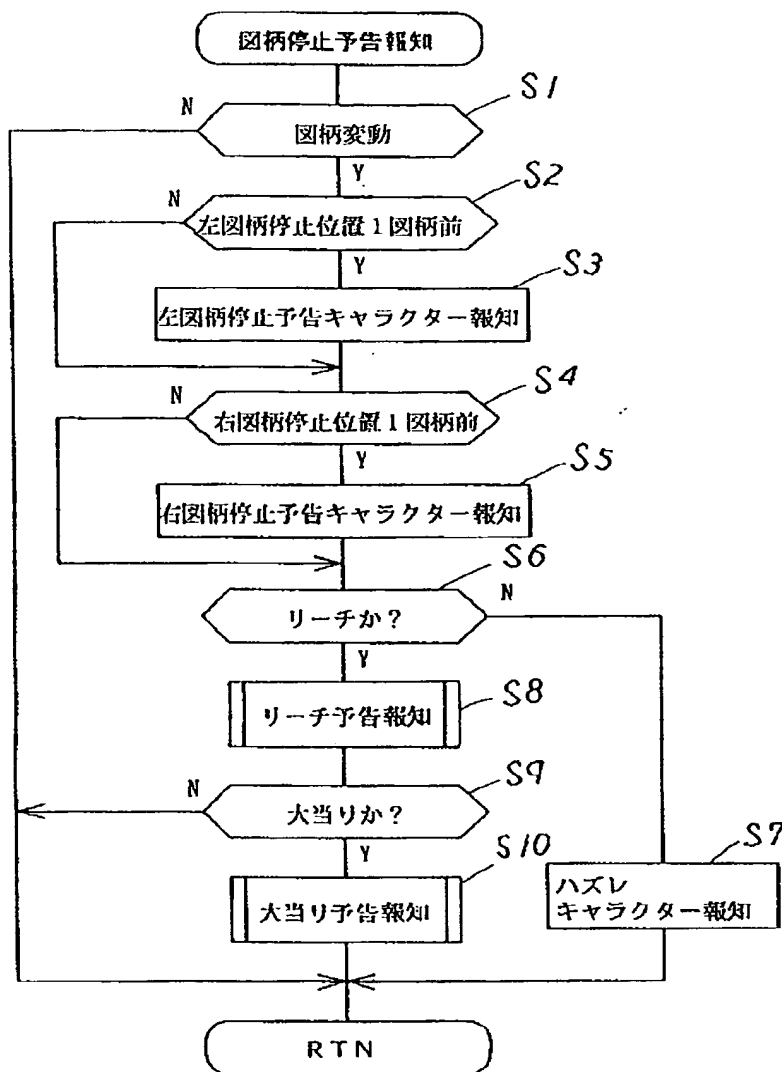 図柄停止予告報知
S1
N
図柄変動
Y
S2
N
左図柄停止位置1図柄前
Y
S3
左図柄停止予告キャラクター報知
S4
N
右図柄停止位置1図柄前
Y
S5
右図柄停止予告キャラクター報知
S6
N
リーチか?
Y
S8
リーチ予告報知
S9
N
大当りか?
Y
S10
S7
大当り予告報知
ハズレ
キャラクター報知
RTN